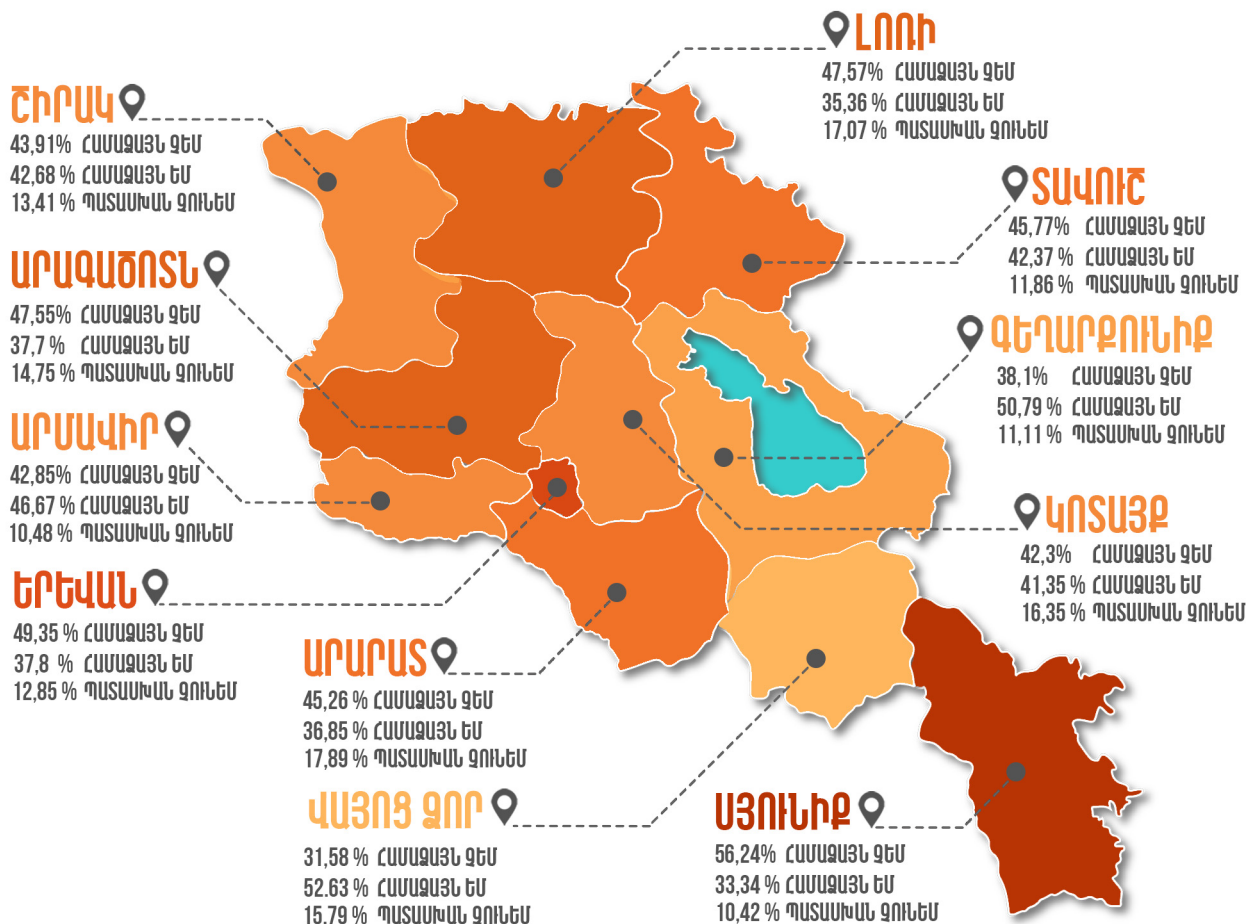 ԼՈՌԻ
47,57% ՀԱՄԱՁԱՅՆ ՉԵՄ
35,36 % ՀԱՄԱՁԱՅՆ ԵՄ
17,07 % ՊԱՏԱՍԽԱՆ ՉՈՒՆԵՄ
ՇԻՐԱԿ
43,91% ՀԱՄԱՁԱՅՆ ՉԵՄ
42,68 % ՀԱՄԱՁԱՅՆ ԵՄ
13,41 % ՊԱՏԱՍԽԱՆ ՉՈՒՆԵՄ
ՏԱՎՈՒՇ
45,77% ՀԱՄԱՁԱՅՆ ՉԵՄ
42,37 % ՀԱՄԱՁԱՅՆ ԵՄ
11,86 % ՊԱՏԱՍԽԱՆ ՉՈՒՆԵՄ
ԱՐԱԳԱԾՈՏՆ
47,55% ՀԱՄԱՁԱՅՆ ՉԵՄ
37,7 % ՀԱՄԱՁԱՅՆ ԵՄ
14,75 % ՊԱՏԱՍԽԱՆ ՉՈՒՆԵՄ
ԳԵՂԱՐՔՈՒՆԻՔ
38,1% ՀԱՄԱՁԱՅՆ ՉԵՄ
50,79 % ՀԱՄԱՁԱՅՆ ԵՄ
11,11 % ՊԱՏԱՍԽԱՆ ՉՈՒՆԵՄ
ԱՐՄԱՎԻՐ
42,85% ՀԱՄԱՁԱՅՆ ՉԵՄ
46,67 % ՀԱՄԱՁԱՅՆ ԵՄ
10,48 % ՊԱՏԱՍԽԱՆ ՉՈՒՆԵՄ
ԿՈՏԱՅՔ
42,3% ՀԱՄԱՁԱՅՆ ՉԵՄ
41,35 % ՀԱՄԱՁԱՅՆ ԵՄ
16,35 % ՊԱՏԱՍԽԱՆ ՉՈՒՆԵՄ
ԵՐԵՎԱՆ
49,35 % ՀԱՄԱՁԱՅՆ ՉԵՄ
37,8 % ՀԱՄԱՁԱՅՆ ԵՄ
12,85 % ՊԱՏԱՍԽԱՆ ՉՈՒՆԵՄ
ԱՐԱՐԱՏ
45,26 % ՀԱՄԱՁԱՅՆ ՉԵՄ
36,85 % ՀԱՄԱՁԱՅՆ ԵՄ
17,89 % ՊԱՏԱՍԽԱՆ ՉՈՒՆԵՄ
ՎԱՅՈՑ ՁՈՐ
31,58 % ՀԱՄԱՁԱՅՆ ՉԵՄ
52.63 % ՀԱՄԱՁԱՅՆ ԵՄ
15,79 % ՊԱՏԱՍԽԱՆ ՉՈՒՆԵՄ
ՍՅՈՒՆԻՔ
56,24% ՀԱՄԱՁԱՅՆ ՉԵՄ
33,34 % ՀԱՄԱՁԱՅՆ ԵՄ
10,42 % ՊԱՏԱՍԽԱՆ ՉՈՒՆԵՄ